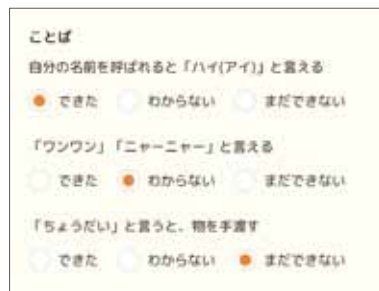 ことば
自分の名前を呼ばれると「ハイ(アイ)」と言える
できた わからない まだできない
「ワンワン」「ニャーニャー」と言える
できた わからない まだできない
「ちょうだい」と言うと、物を手渡す
できた わからない まだできない